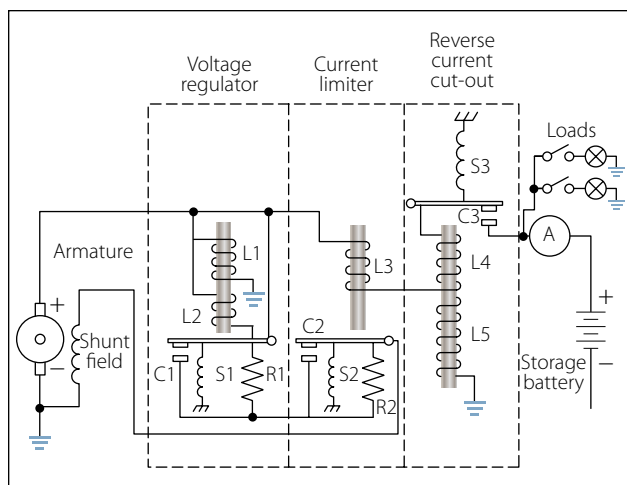 Voltage
regulator
Current
limiter
Reverse
current
cut-out
Loads
S3
C3
A
Armature
L1
L2
L3
L4
L5
+
Shunt
field
−
C1
S1
R1
C2
S2
R2
+
Storage
battery
−